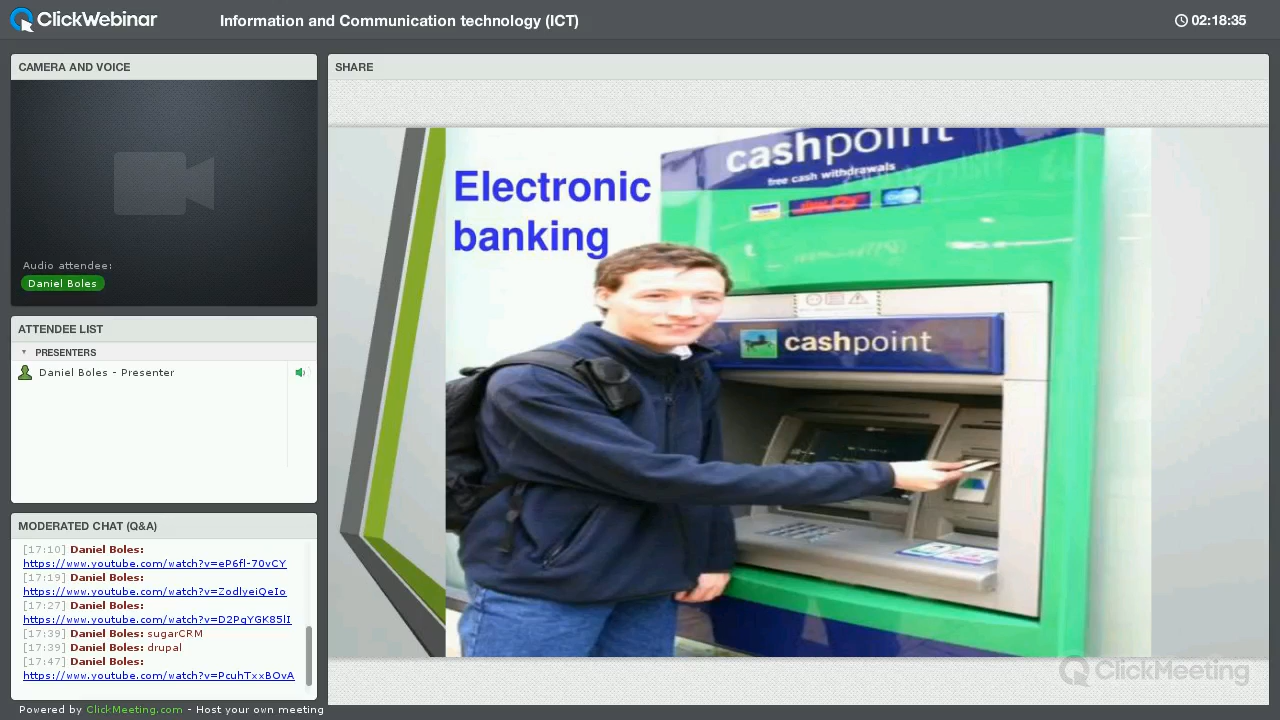 ClickWebinar
Information and Communication technology (ICT)
02:18:35
CAMERA AND VOICE
Audio attendee:
Daniel Boles
ATTENDEE LIST
PRESENTERS
Daniel Boles - Presenter
MODERATED CHAT (Q&A)
[17:10] Daniel Boles:
https://www.youtube.com/watch?v=eP6fl-70vCY
[17:19] Daniel Boles:
https://www.youtube.com/watch?v=ZodlyeiQeIo
[17:27] Daniel Boles:
https://www.youtube.com/watch?v=D2PqYGK85lI
[17:39] Daniel Boles: sugarCRM
[17:39] Daniel Boles: drupal
[17:47] Daniel Boles:
https://www.youtube.com/watch?v=PcuhTxxBOvA
Powered by ClickMeeting.com - Host your own meeting
SHARE
Electronic
banking
cashpoint
free cash withdrawals
cashpoint
ClickMeeting